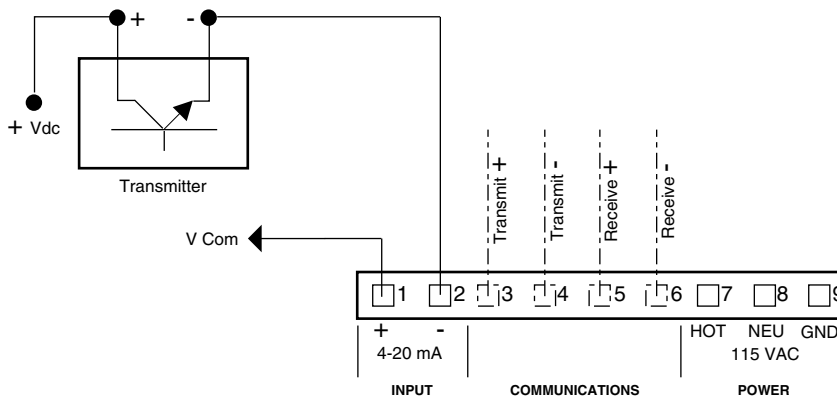 + -
+ Vdc
Transmitter
V Com
Transmit +
Transmit -
Receive +
Receive -
1 2 3 4 5 6 7 8 9
+ -
HOT NEU GND
4-20 mA
115 VAC
INPUT COMMUNICATIONS POWER